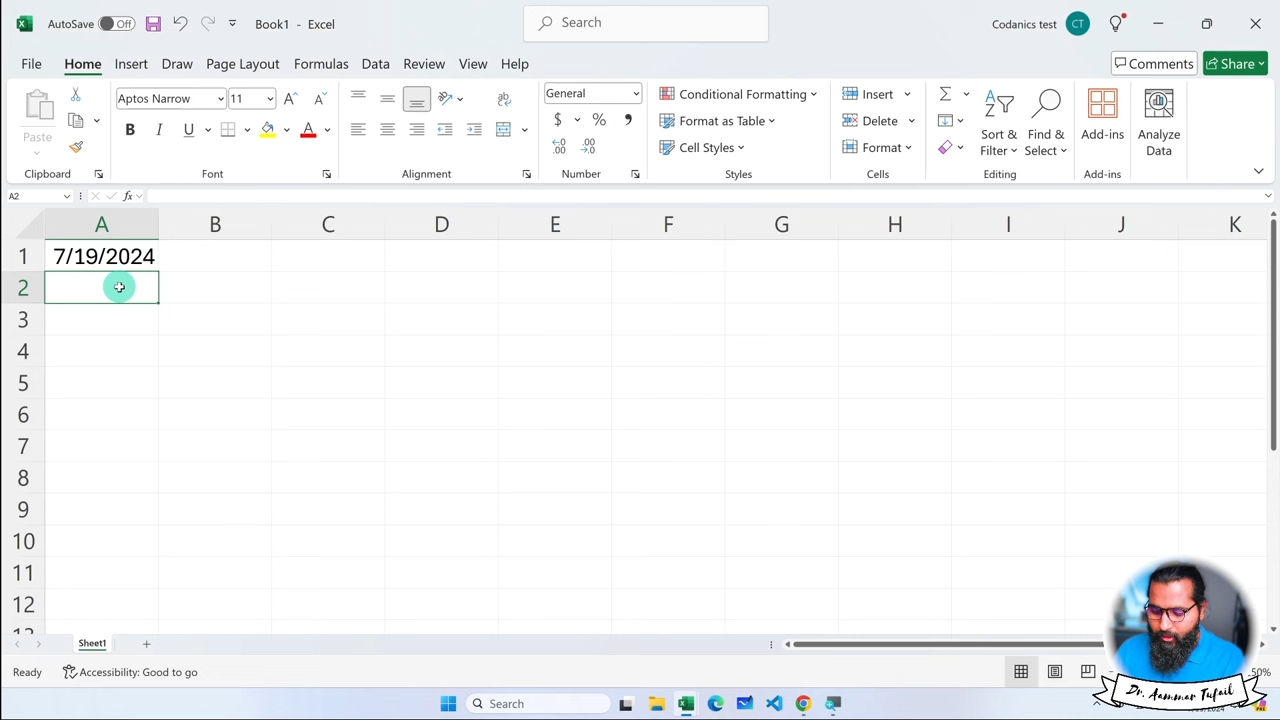 AutoSave Off Book1 - Excel Search Codanics test CT
File Home Insert Draw Page Layout Formulas Data Review View Help Comments Share
Paste
Clipboard
Aptos Narrow 11
B I U A
Font
Alignment
General
$ % ,
Number
Conditional Formatting
Format as Table
Cell Styles
Styles
Insert
Delete
Format
Cells
Sort & Filter
Find & Select
Editing
Add-ins
Add-ins
Analyze Data
A2 fx
A B C D E F G H I J K
1 7/19/2024
2
3
4
5
6
7
8
9
10
11
12
Sheet1
Ready Accessibility: Good to go
Search
Dr. Aammar Tufail